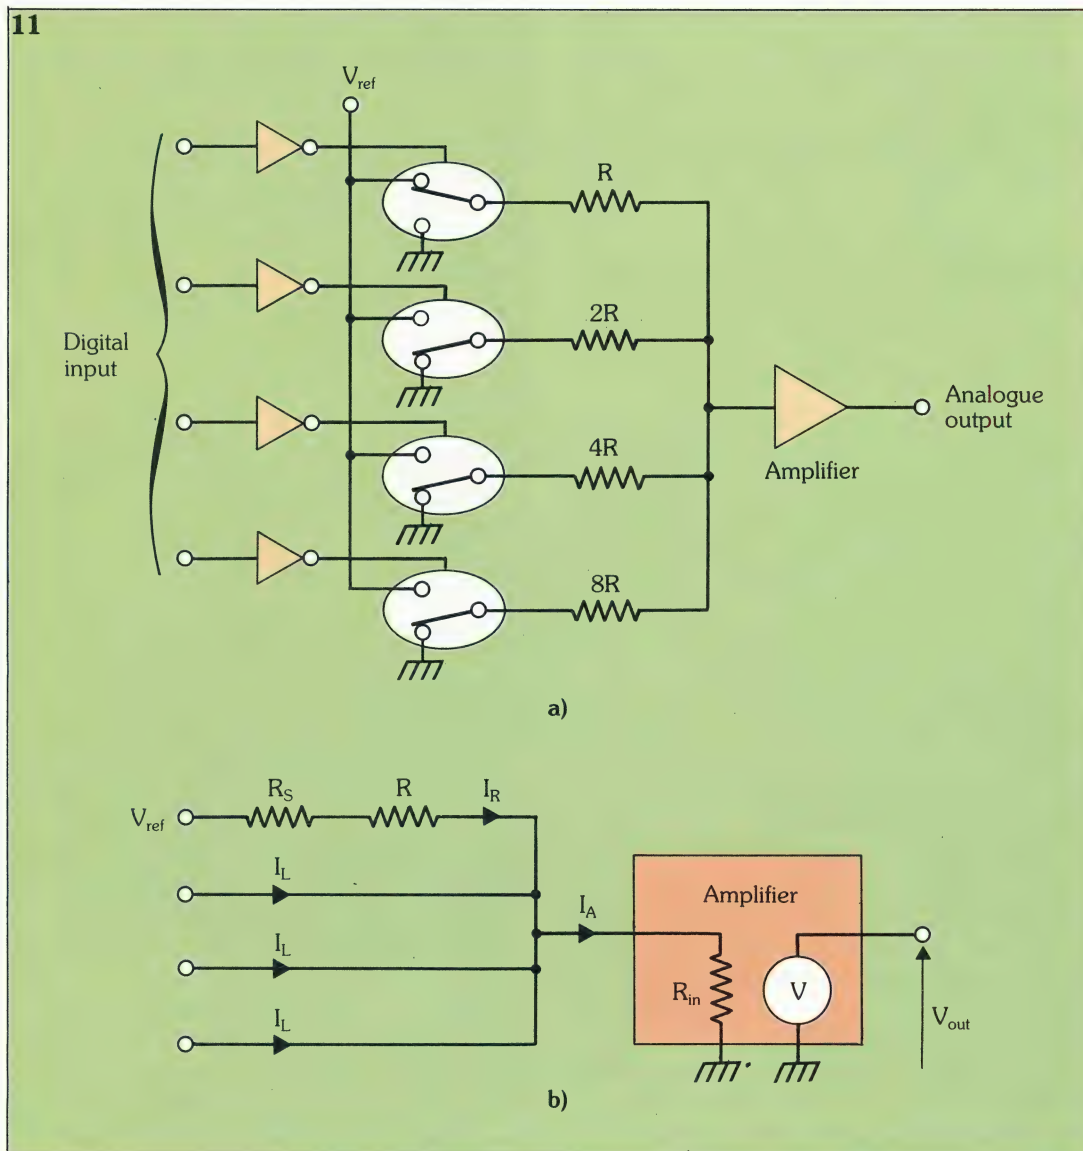 11
V_ref
R
2R
Digital
input
Analogue
output
4R
Amplifier
8R
a)
R_S R I_R
V_ref
I_L
Amplifier
I_A
I_L
R_in V
V_out
I_L
b)